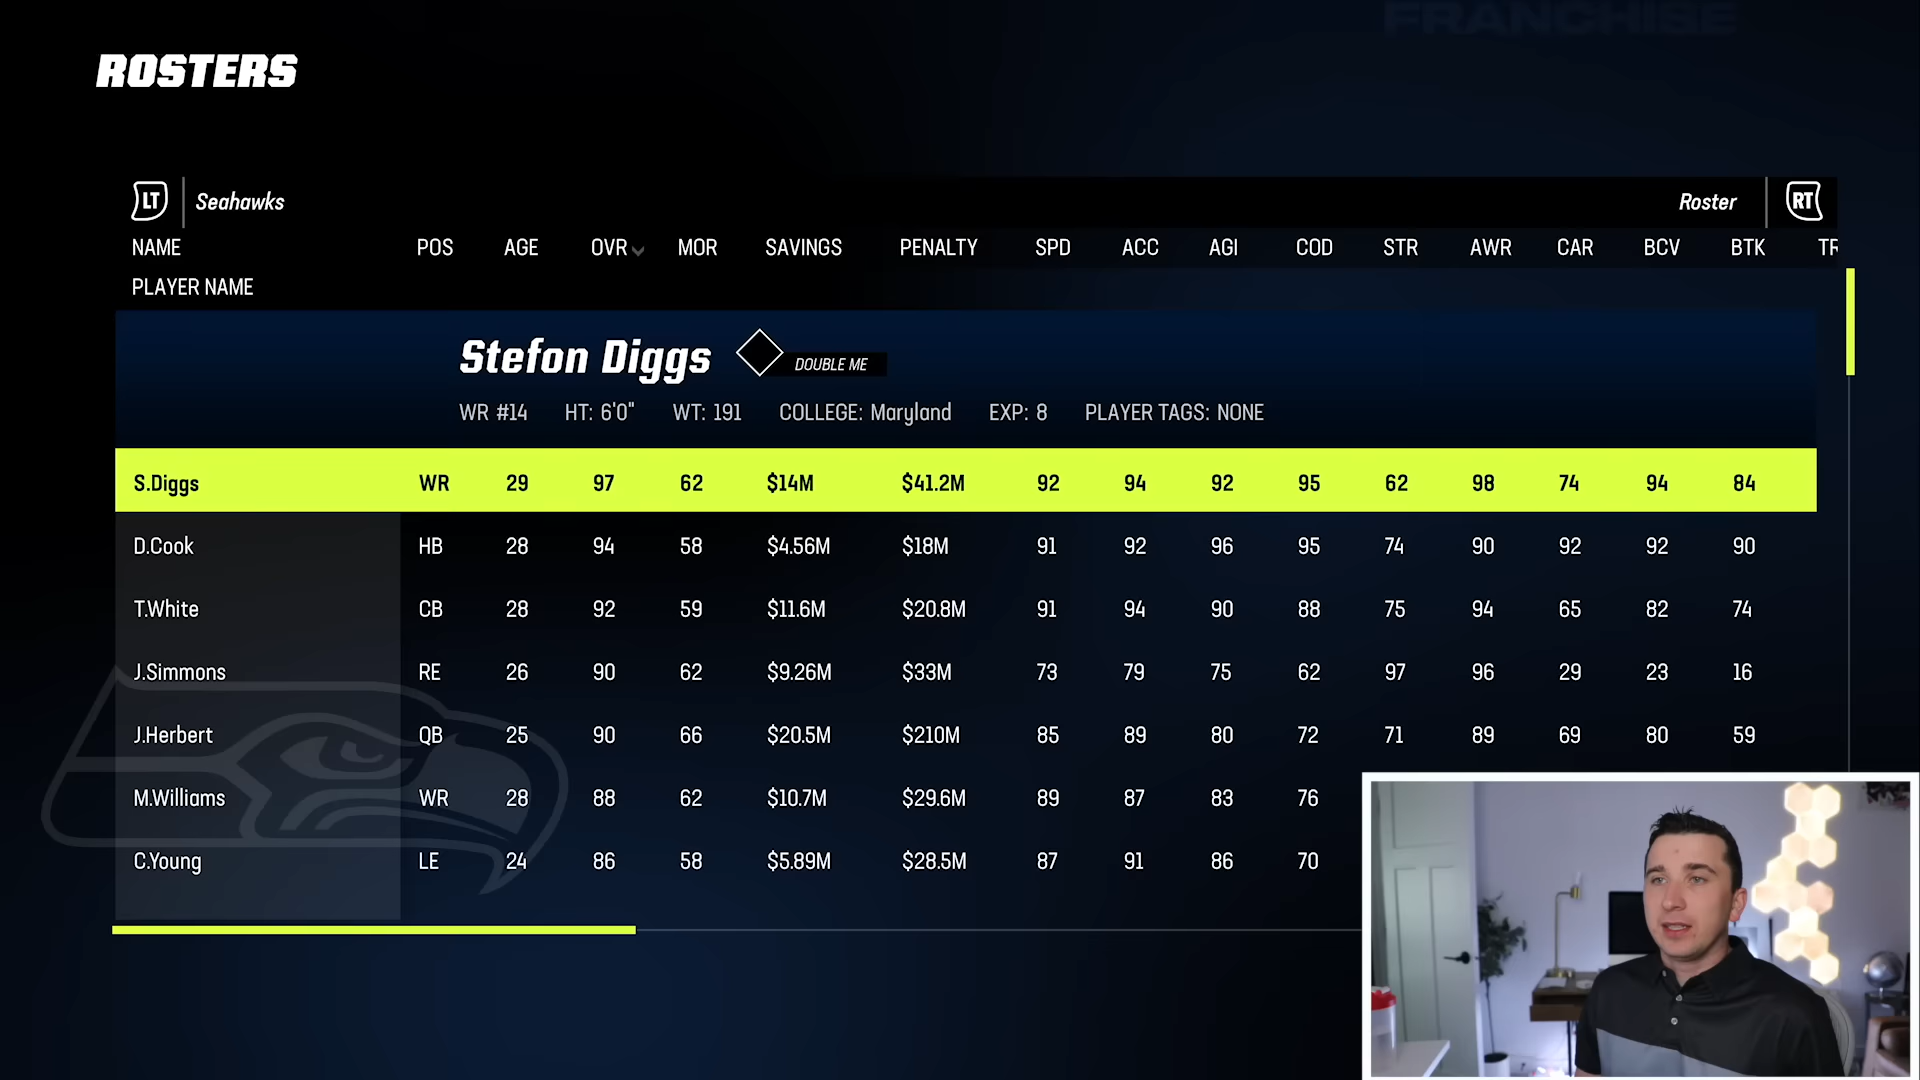 FRANCHISE
ROSTERS
LT Seahawks Roster RT
NAME POS AGE OVR MOR SAVINGS PENALTY SPD ACC AGI COD STR AWR CAR BCV BTK TR
PLAYER NAME
Stefon Diggs DOUBLE ME
WR #14 HT: 6'0" WT: 191 COLLEGE: Maryland EXP: 8 PLAYER TAGS: NONE
S.Diggs WR 29 97 62 $14M $41.2M 92 94 92 95 62 98 74 94 84
D.Cook HB 28 94 58 $4.56M $18M 91 92 96 95 74 90 92 92 90
T.White CB 28 92 59 $11.6M $20.8M 91 94 90 88 75 94 65 82 74
J.Simmons RE 26 90 62 $9.26M $33M 73 79 75 62 97 96 29 23 16
J.Herbert QB 25 90 66 $20.5M $210M 85 89 80 72 71 89 69 80 59
M.Williams WR 28 88 62 $10.7M $29.6M 89 87 83 76
C.Young LE 24 86 58 $5.89M $28.5M 87 91 86 70